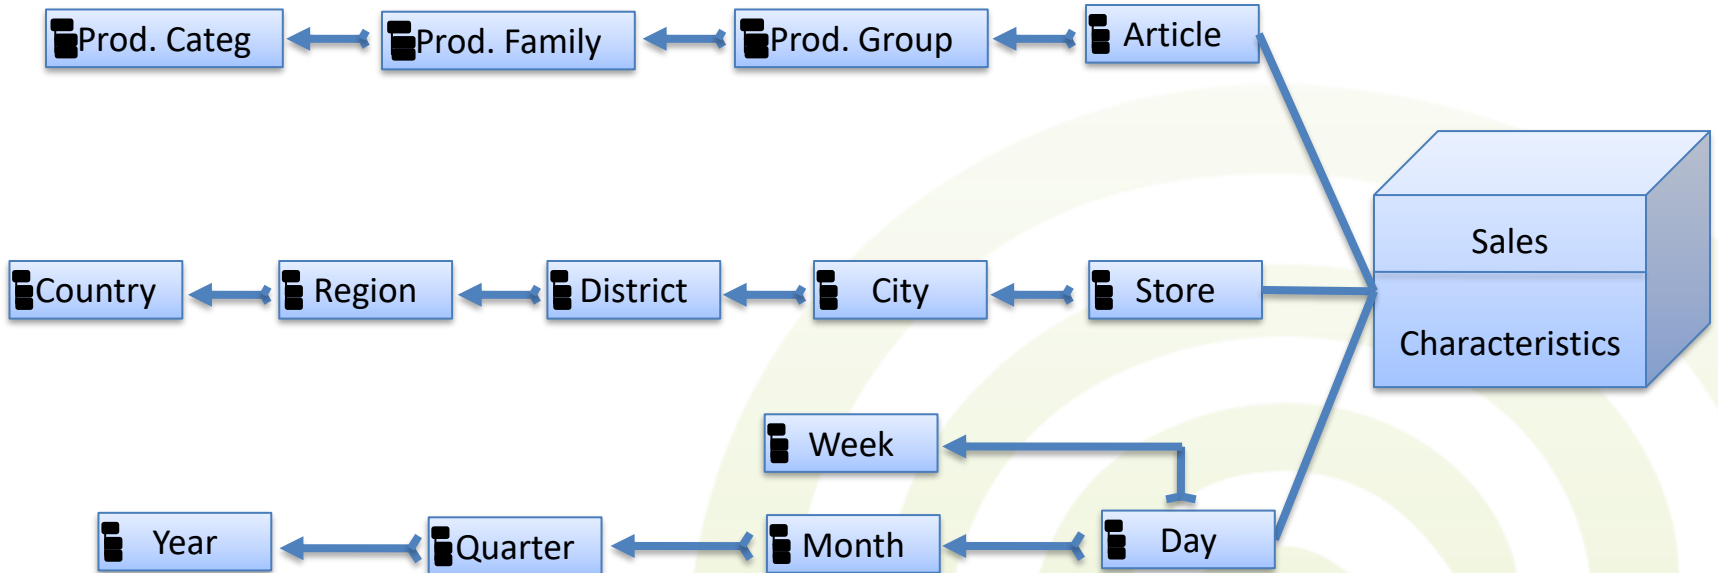 Prod. Categ
Prod. Family
Prod. Group
Article
Sales
Country
Region
District
City
Store
Characteristics
Week
Year
Quarter
Month
Day